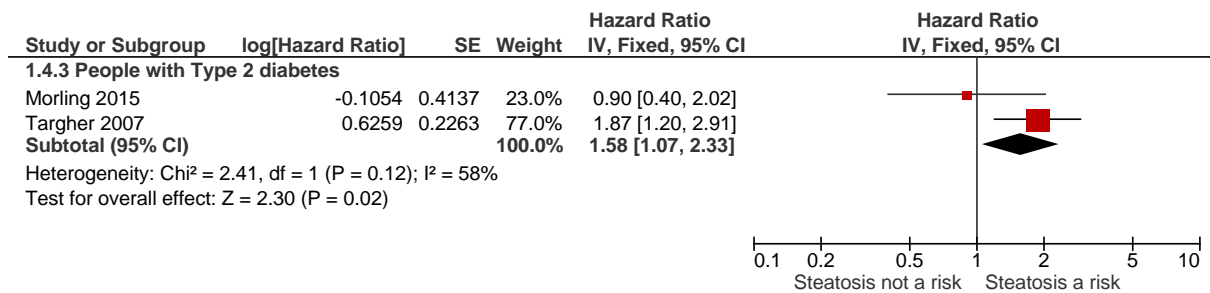 Hazard Ratio Hazard Ratio
Study or Subgroup log[Hazard Ratio] SE Weight IV, Fixed, 95% CI IV, Fixed, 95% CI
1.4.3 People with Type 2 diabetes
Morling 2015 -0.1054 0.4137 23.0% 0.90 [0.40, 2.02]
Targher 2007 0.6259 0.2263 77.0% 1.87 [1.20, 2.91]
Subtotal (95% CI) 100.0% 1.58 [1.07, 2.33]
Heterogeneity: Chi² = 2.41, df = 1 (P = 0.12); I² = 58%
Test for overall effect: Z = 2.30 (P = 0.02)
0.1 0.2 0.5 1 2 5 10
Steatosis not a risk Steatosis a risk